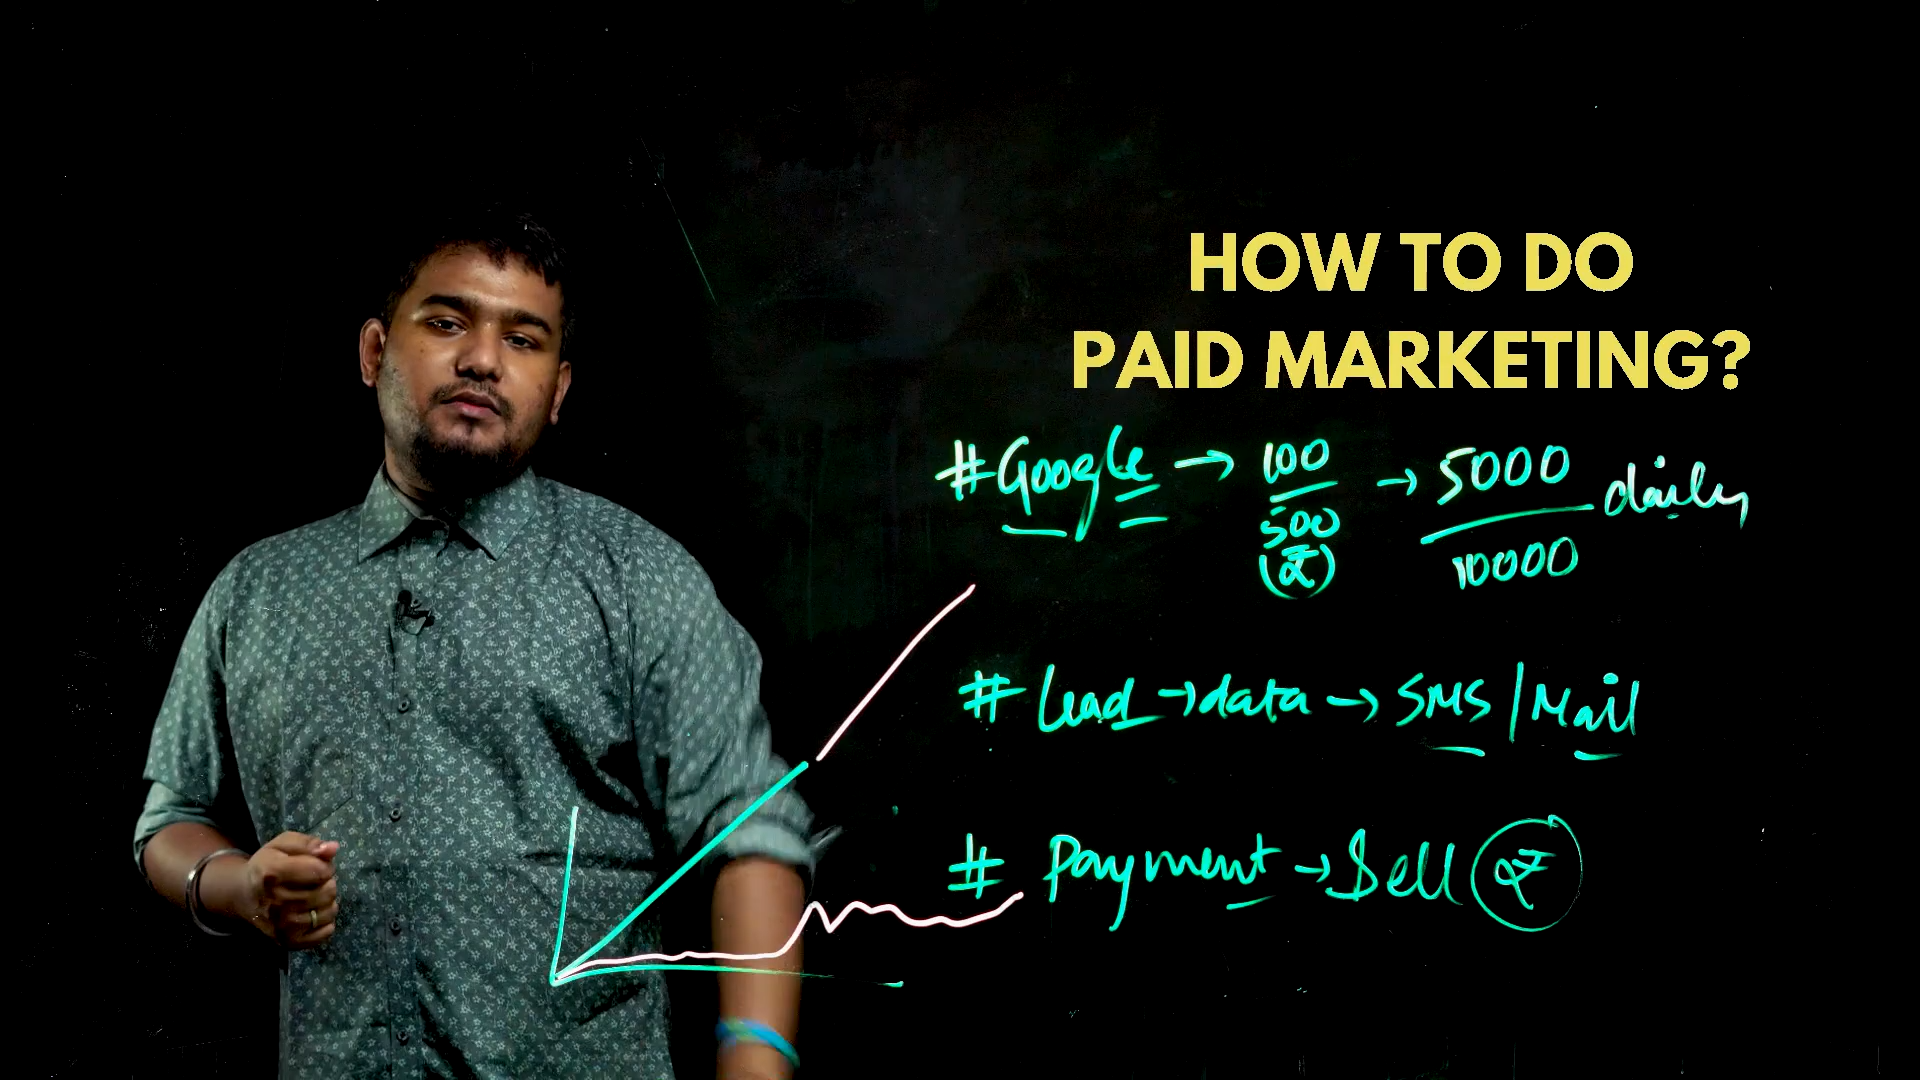 HOW TO DO
PAID MARKETING?
#Google → 100 / 500 (₹) → 5000 / 10000 daily
# Lead → data → SMS / Mail
# Payment → Sell ₹